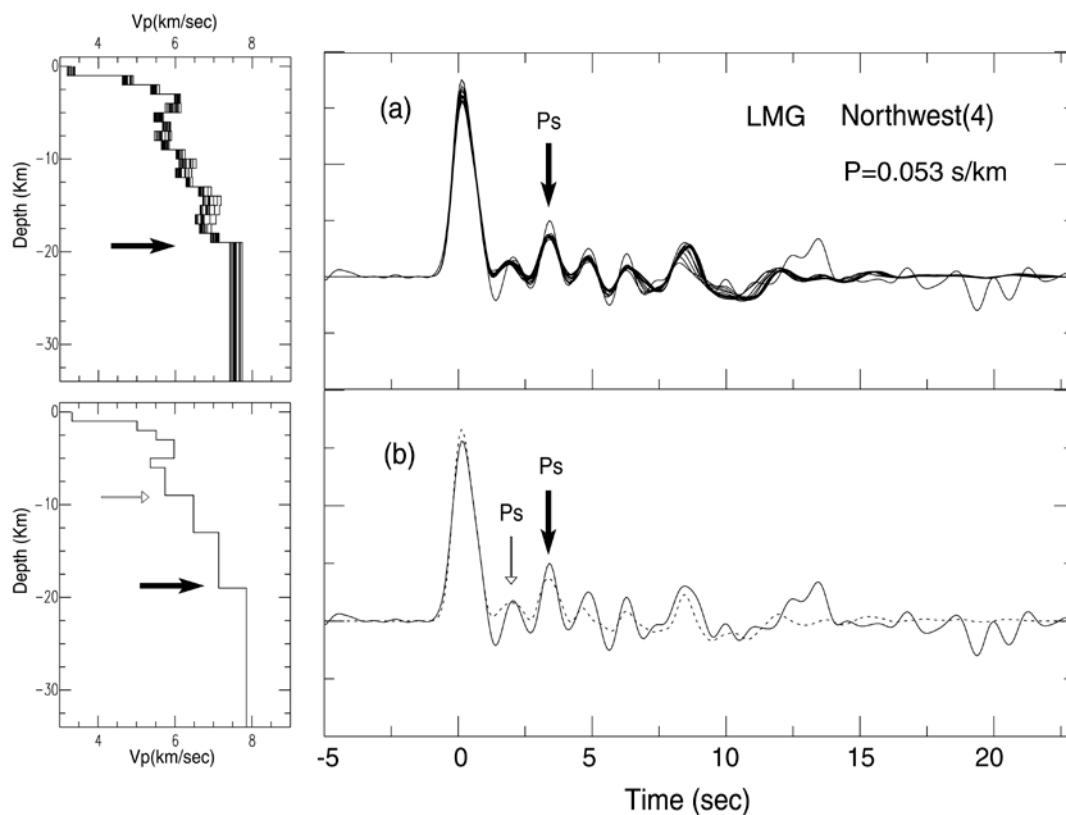 Vp(km/sec)
4 6 8
0
-10
-20
-30
Depth (Km)
(a)
Ps
LMG Northwest(4)
P=0.053 s/km
0
-10
-20
-30
Depth (Km)
4 6 8
Vp(km/sec)
(b)
Ps
Ps
-5 0 5 10 15 20
Time (sec)